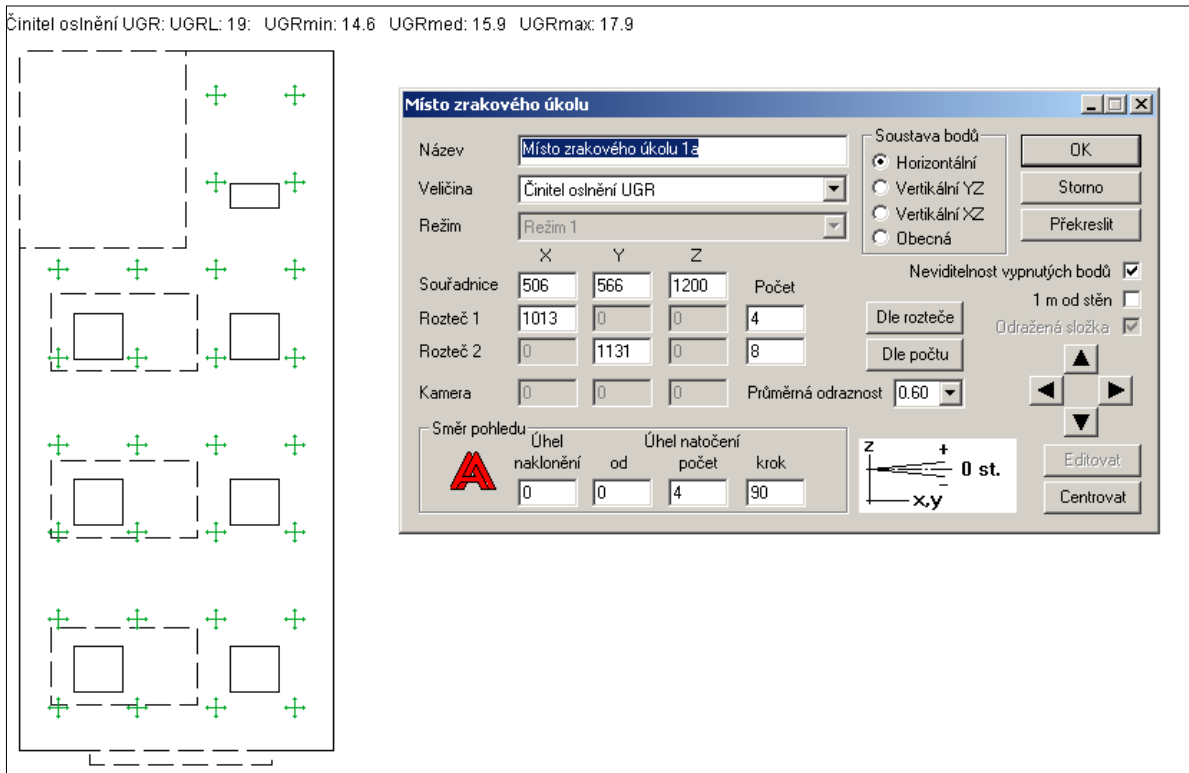 Činitel oslnění UGR: UGRL: 19: UGRmin: 14.6 UGRmed: 15.9 UGRmax: 17.9
Místo zrakového úkolu
Název Místo zrakového úkolu 1a
Veličina Činitel oslnění UGR
Režim Režim 1
Soustava bodů
Horizontální
Vertikální YZ
Vertikální XZ
Obecná
OK
Storno
Překreslit
X Y Z
Souřadnice 506 566 1200 Počet
Rozteč 1 1013 0 0 4
Rozteč 2 0 1131 0 8
Kamera 0 0 0 Průměrná odraznost 0.60
Dle rozteče
Dle počtu
Neviditelnost vypnutých bodů
1 m od stěn
Odražená složka
Směr pohledu
Úhel Úhel natočení
naklonění od počet krok
0 0 4 90
z + 0 st.
−
x,y
Editovat
Centrovat